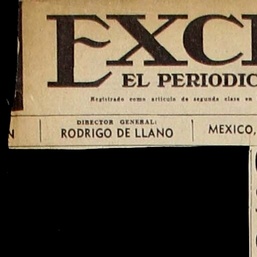 EXC
EL PERIODIC
Registrado como artículo de segunda clase en
DIRECTOR GENERAL:
N RODRIGO DE LLANO MEXICO,